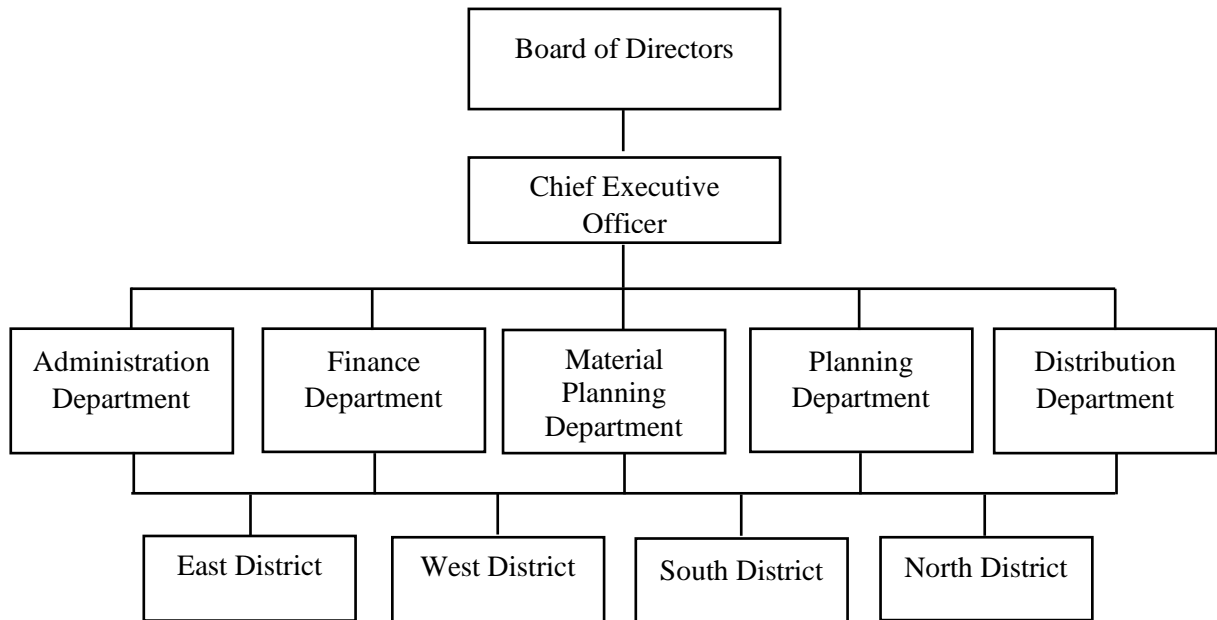 Board of Directors
Chief Executive
Officer
Administration
Department
Finance
Department
Material
Planning
Department
Planning
Department
Distribution
Department
East District
West District
South District
North District